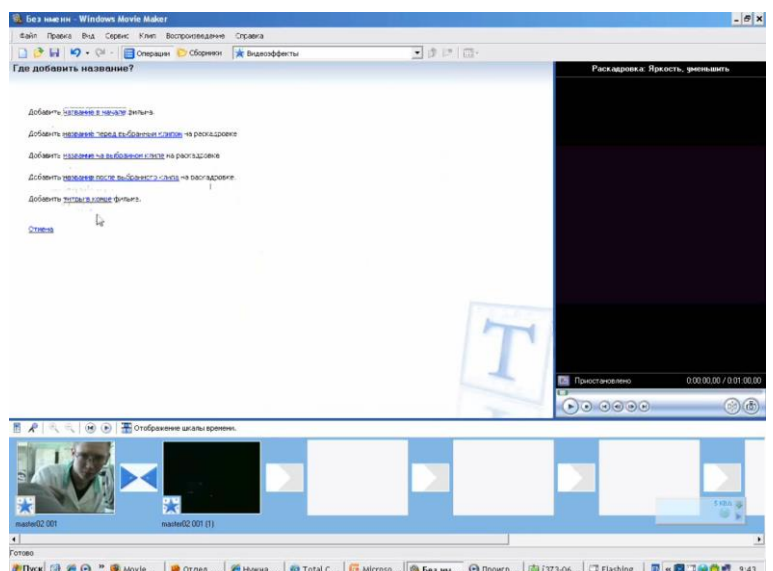 Без имени - Windows Movie Maker
Файл Правка Вид Сервис Клип Воспроизведение Справка
Операции Сборники Видеоэффекты
Где добавить название?
Раскадровка: Яркость, уменьшить
Добавить название в начале фильма.
Добавить название перед выбранным клипом на раскадровке
Добавить название на выбранном клипе на раскадровке
Добавить название после выбранного клипа на раскадровке.
Добавить титры в конце фильма.
Отмена
T
Приостановлено 0:00:00,00 / 0:01:00,00
Отображение шкалы времени.
master02 001
master02 001 (1)
Готово
Пуск Movie Отдел Total C Microso Без им Проигр Flashing 9:43